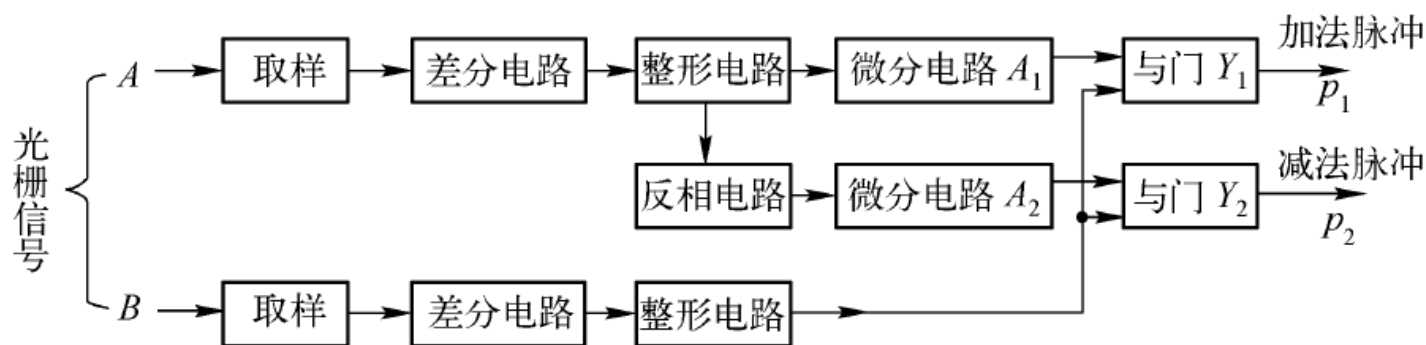 加法脉冲
A
取样
差分电路
整形电路
微分电路 A₁
与门 Y₁
p₁
光栅信号
反相电路
微分电路 A₂
与门 Y₂
减法脉冲
p₂
B
取样
差分电路
整形电路